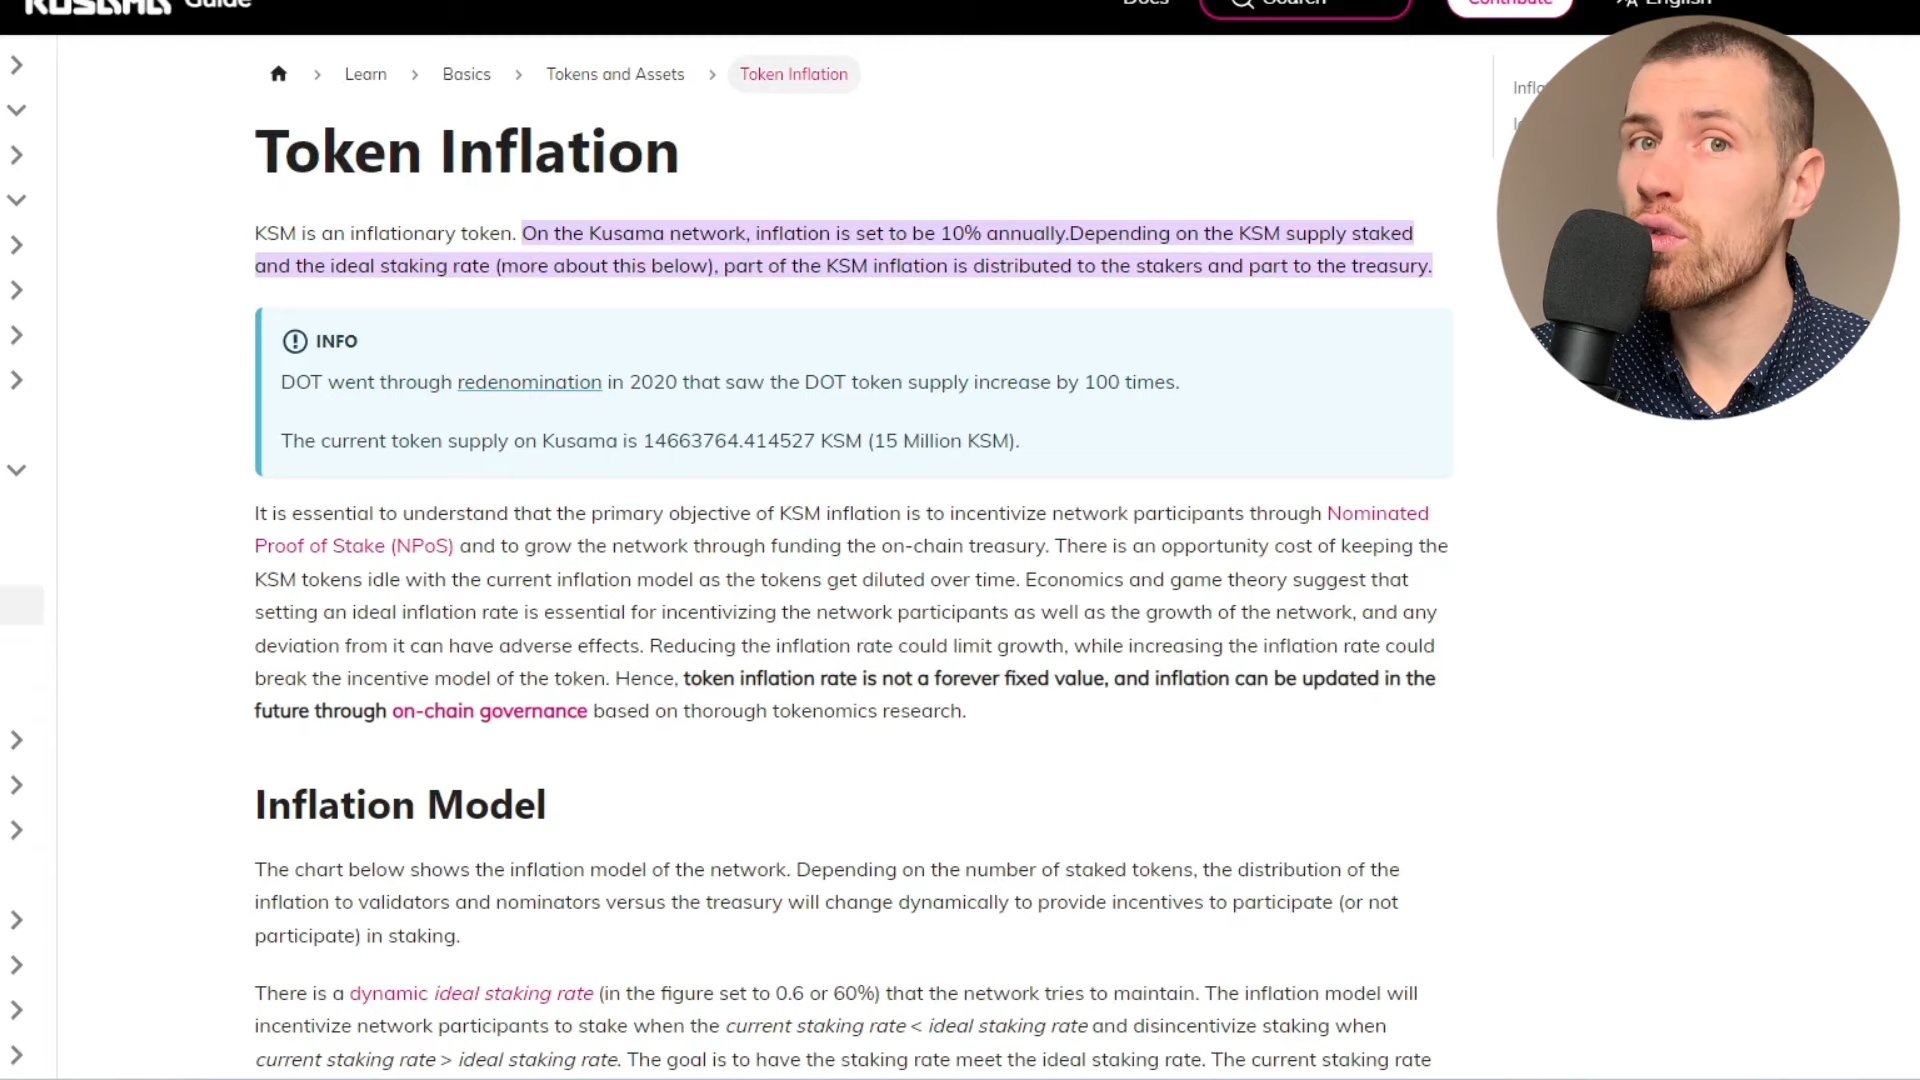 KUSAMA Guide Docs Search Contribute English
Learn > Basics > Tokens and Assets > Token Inflation
Token Inflation
KSM is an inflationary token. On the Kusama network, inflation is set to be 10% annually.Depending on the KSM supply staked
and the ideal staking rate (more about this below), part of the KSM inflation is distributed to the stakers and part to the treasury.
INFO
DOT went through redenomination in 2020 that saw the DOT token supply increase by 100 times.
The current token supply on Kusama is 14663764.414527 KSM (15 Million KSM).
It is essential to understand that the primary objective of KSM inflation is to incentivize network participants through Nominated
Proof of Stake (NPoS) and to grow the network through funding the on-chain treasury. There is an opportunity cost of keeping the
KSM tokens idle with the current inflation model as the tokens get diluted over time. Economics and game theory suggest that
setting an ideal inflation rate is essential for incentivizing the network participants as well as the growth of the network, and any
deviation from it can have adverse effects. Reducing the inflation rate could limit growth, while increasing the inflation rate could
break the incentive model of the token. Hence, token inflation rate is not a forever fixed value, and inflation can be updated in the
future through on-chain governance based on thorough tokenomics research.
Inflation Model
The chart below shows the inflation model of the network. Depending on the number of staked tokens, the distribution of the
inflation to validators and nominators versus the treasury will change dynamically to provide incentives to participate (or not
participate) in staking.
There is a dynamic ideal staking rate (in the figure set to 0.6 or 60%) that the network tries to maintain. The inflation model will
incentivize network participants to stake when the current staking rate < ideal staking rate and disincentivize staking when
current staking rate > ideal staking rate. The goal is to have the staking rate meet the ideal staking rate. The current staking rate